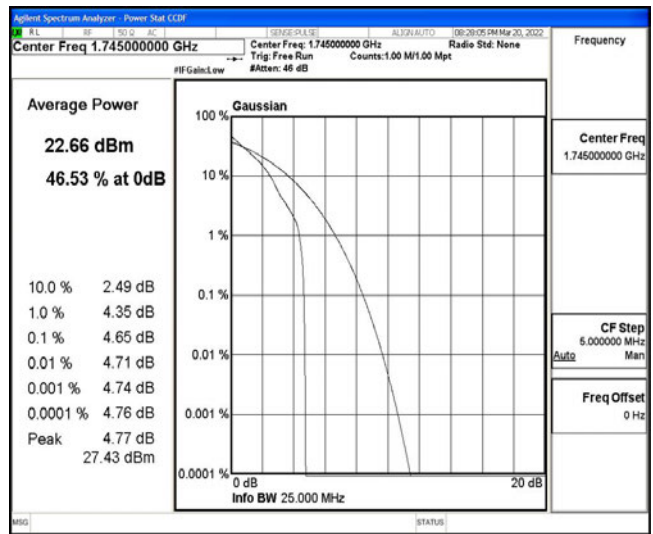 Agilent Spectrum Analyzer - Power Stat CCDF
RL RF 50 Ω AC SENSE:PULSE ALIGN AUTO 08:28:05 PM Mar 20, 2022
Center Freq 1.745000000 GHz
Center Freq: 1.745000000 GHz Radio Std: None
Trig: Free Run Counts:1.00 M/1.00 Mpt
#IFGain:Low #Atten: 46 dB
Frequency
Average Power
22.66 dBm
46.53 % at 0dB
10.0 % 2.49 dB
1.0 % 4.35 dB
0.1 % 4.65 dB
0.01 % 4.71 dB
0.001 % 4.74 dB
0.0001 % 4.76 dB
Peak 4.77 dB
27.43 dBm
Gaussian
100 %
10 %
1 %
0.1 %
0.01 %
0.001 %
0.0001 %
0 dB 20 dB
Info BW 25.000 MHz
Center Freq
1.745000000 GHz
CF Step
5.000000 MHz
Auto Man
Freq Offset
0 Hz
MSG STATUS